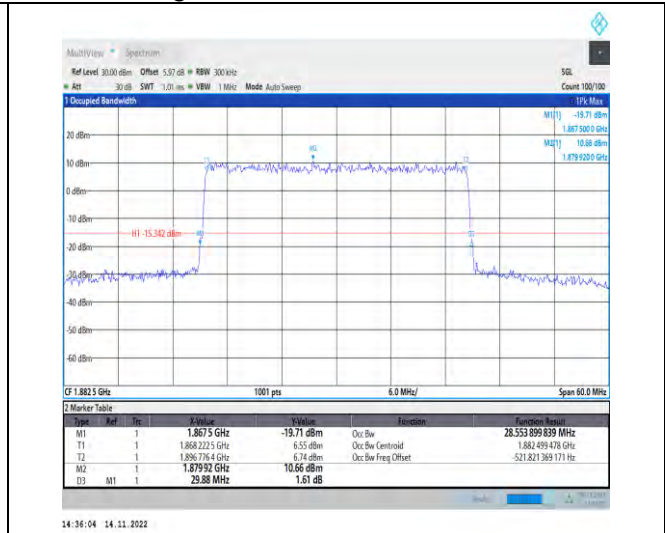 MultiView Spectrum
Ref Level 30.00 dBm Offset 5.97 dB RBW 300 kHz SGL
Att 30 dB SWT 1.01 ms VBW 1 MHz Mode Auto Sweep Count 100/100
1 Occupied Bandwidth 1Pk Max
M1[1] -19.71 dBm
1.867 500 0 GHz
M2[1] 10.66 dBm
1.879 920 0 GHz
20 dBm
M2
10 dBm
0 dBm
-10 dBm
H1 -15.342 dBm
-20 dBm
-30 dBm
-40 dBm
-50 dBm
-60 dBm
CF 1.882 5 GHz 1001 pts 6.0 MHz/ Span 60.0 MHz
2 Marker Table
Type Ref Trc X-Value Y-Value Function Function Result
M1 1 1.8675 GHz -19.71 dBm Occ Bw 28.553 899 839 MHz
T1 1 1.868 222 5 GHz 6.55 dBm Occ Bw Centroid 1.882 499 478 GHz
T2 1 1.896 776 4 GHz 6.74 dBm Occ Bw Freq Offset -521.821 369 171 Hz
M2 1 1.87992 GHz 10.66 dBm
D3 M1 1 29.88 MHz 1.61 dB
14:36:04 14.11.2022